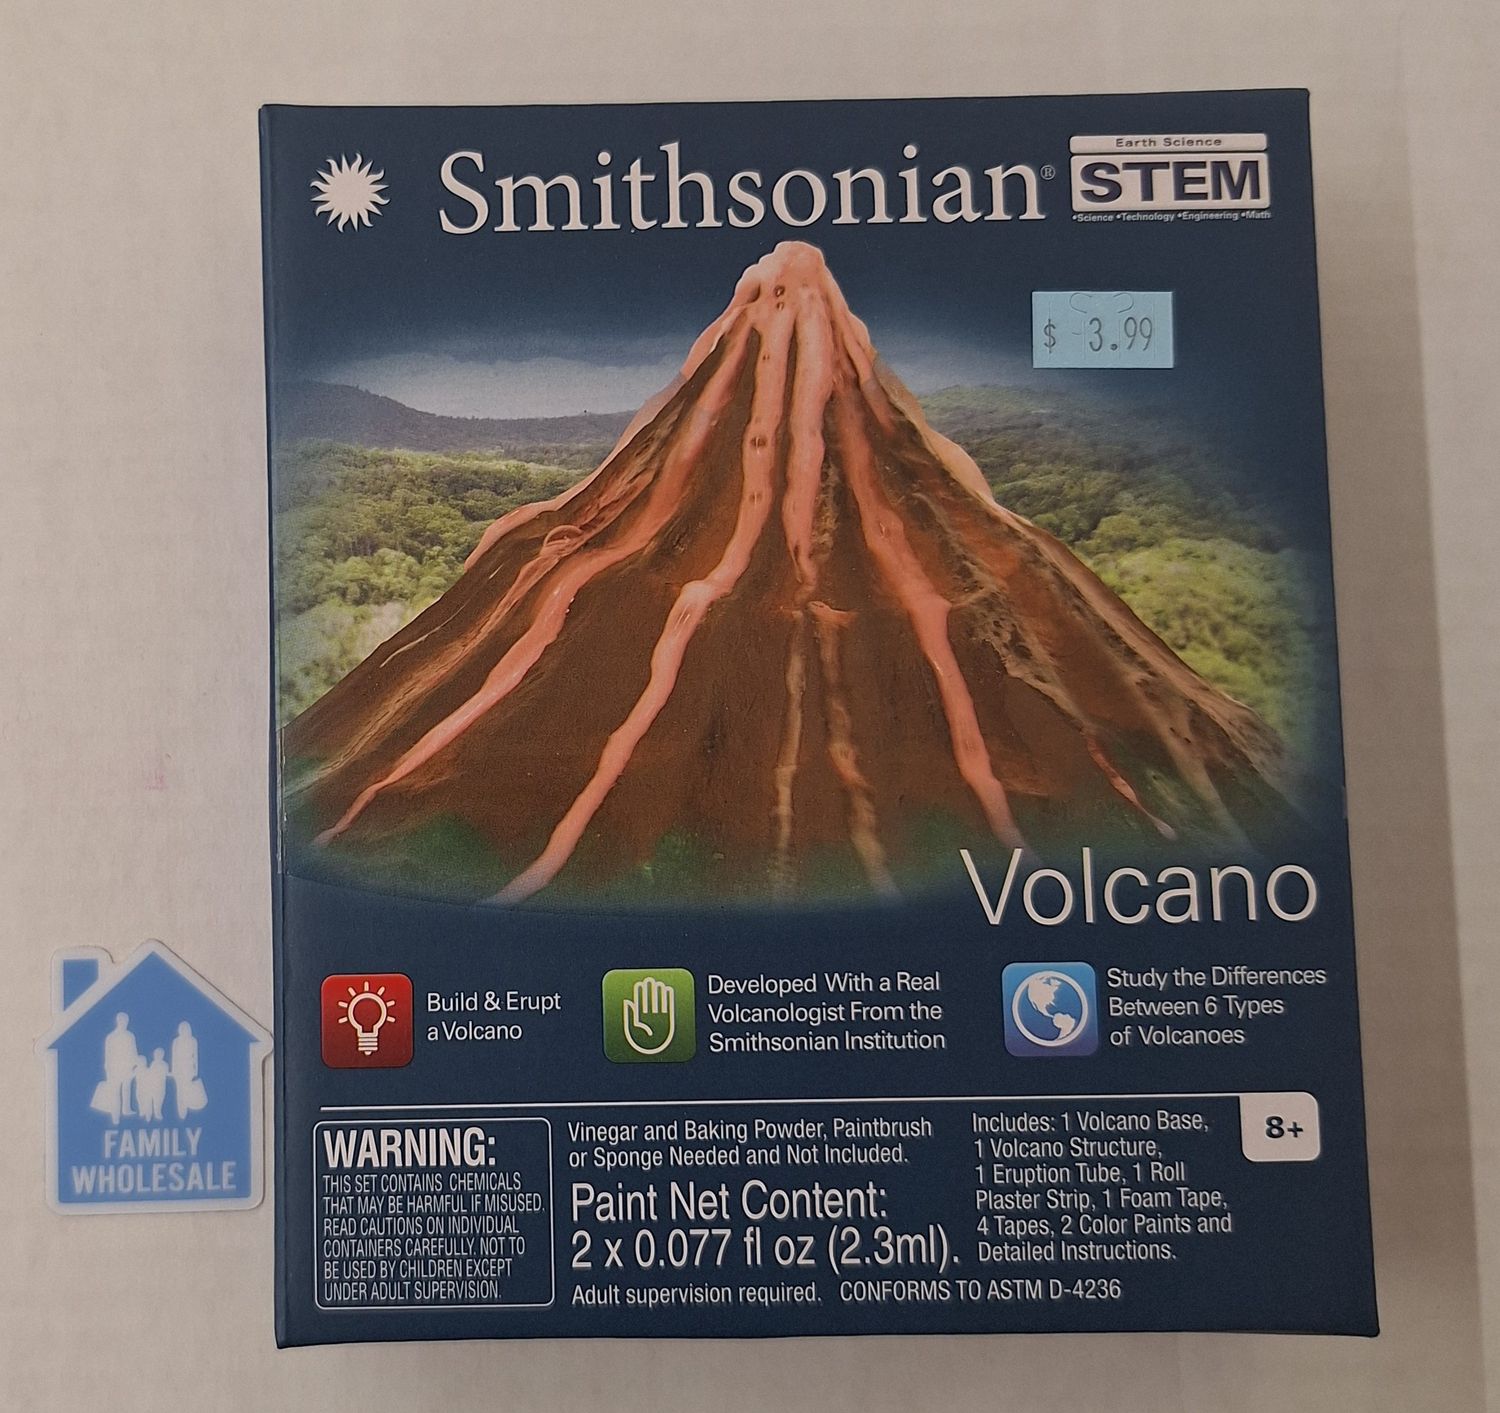 Smithsonian®
Earth Science
STEM
•Science •Technology •Engineering •Math
$ 3.99
Volcano
Build & Erupt
a Volcano
Developed With a Real
Volcanologist From the
Smithsonian Institution
Study the Differences
Between 6 Types
of Volcanoes
WARNING:
THIS SET CONTAINS CHEMICALS
THAT MAY BE HARMFUL IF MISUSED.
READ CAUTIONS ON INDIVIDUAL
CONTAINERS CAREFULLY. NOT TO
BE USED BY CHILDREN EXCEPT
UNDER ADULT SUPERVISION.
Vinegar and Baking Powder, Paintbrush
or Sponge Needed and Not Included.
Paint Net Content:
2 x 0.077 fl oz (2.3ml).
Adult supervision required. CONFORMS TO ASTM D-4236
Includes: 1 Volcano Base,
1 Volcano Structure,
1 Eruption Tube, 1 Roll
Plaster Strip, 1 Foam Tape,
4 Tapes, 2 Color Paints and
Detailed Instructions.
8+
FAMILY
WHOLESALE